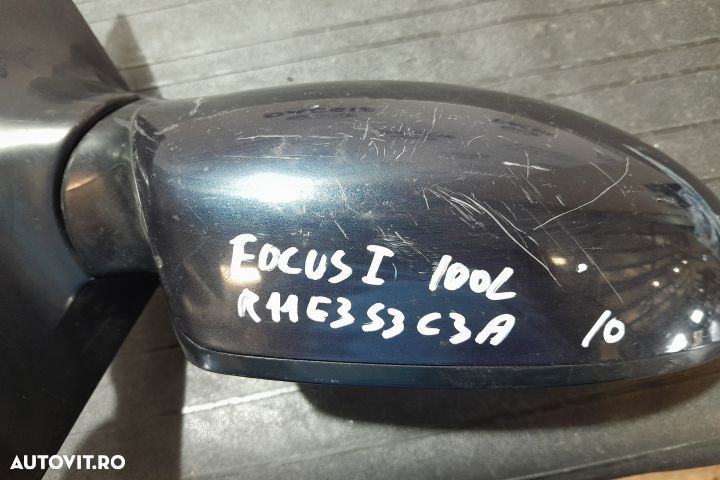 FOCUS I 100L
R11E3S3C3A 10
AUTOVIT.RO